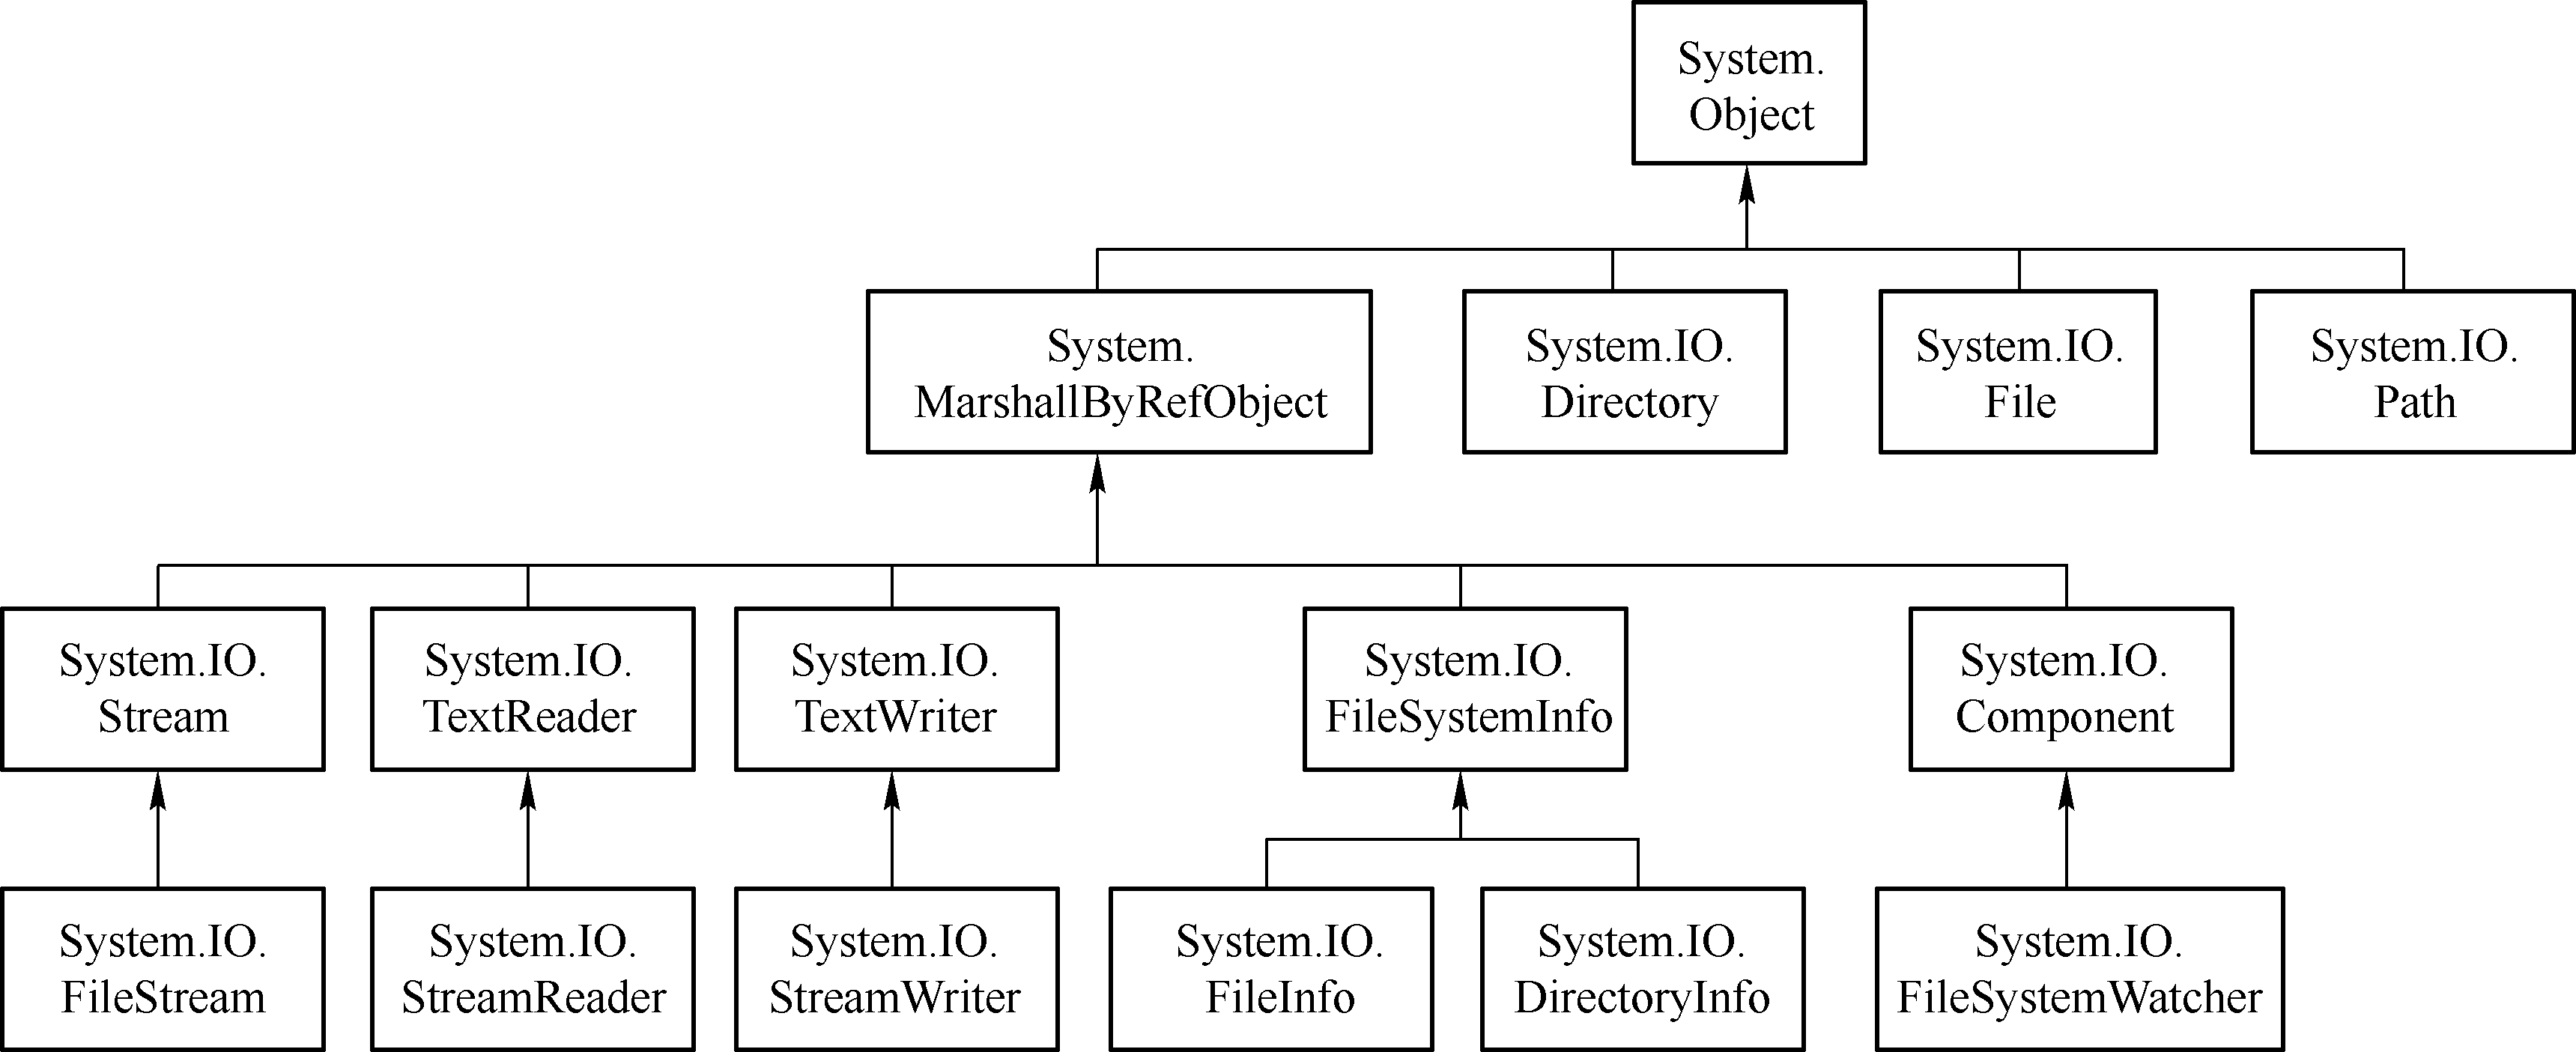 System.
Object
System.
MarshallByRefObject
System.IO.
Directory
System.IO.
File
System.IO.
Path
System.IO.
Stream
System.IO.
TextReader
System.IO.
TextWriter
System.IO.
FileSystemInfo
System.IO.
Component
System.IO.
FileStream
System.IO.
StreamReader
System.IO.
StreamWriter
System.IO.
FileInfo
System.IO.
DirectoryInfo
System.IO.
FileSystemWatcher